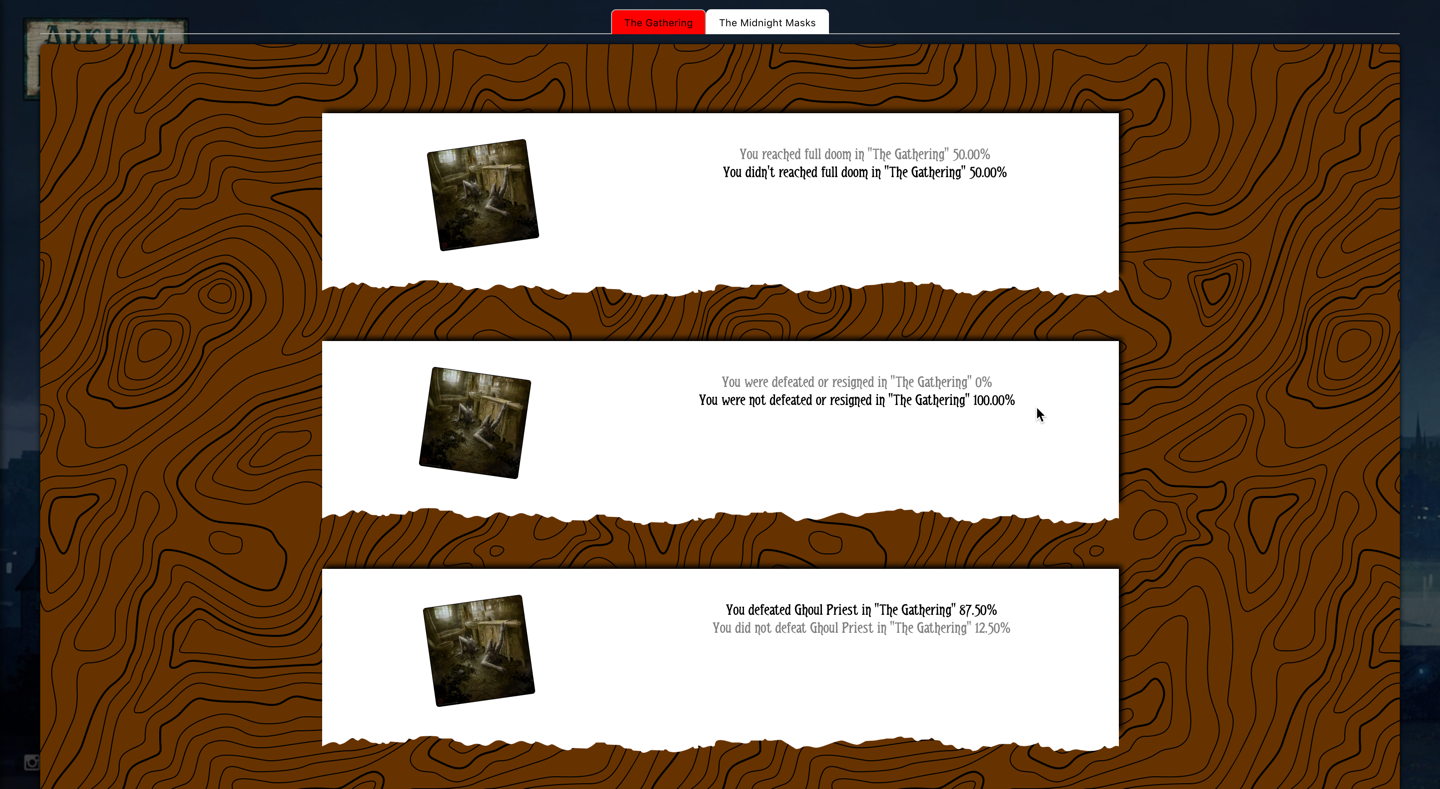 The Gathering
The Midnight Masks
ARKHAM
You reached full doom in "The Gathering" 50.00%
You didn't reached full doom in "The Gathering" 50.00%
You were defeated or resigned in "The Gathering" 0%
You were not defeated or resigned in "The Gathering" 100.00%
You defeated Ghoul Priest in "The Gathering" 87.50%
You did not defeat Ghoul Priest in "The Gathering" 12.50%